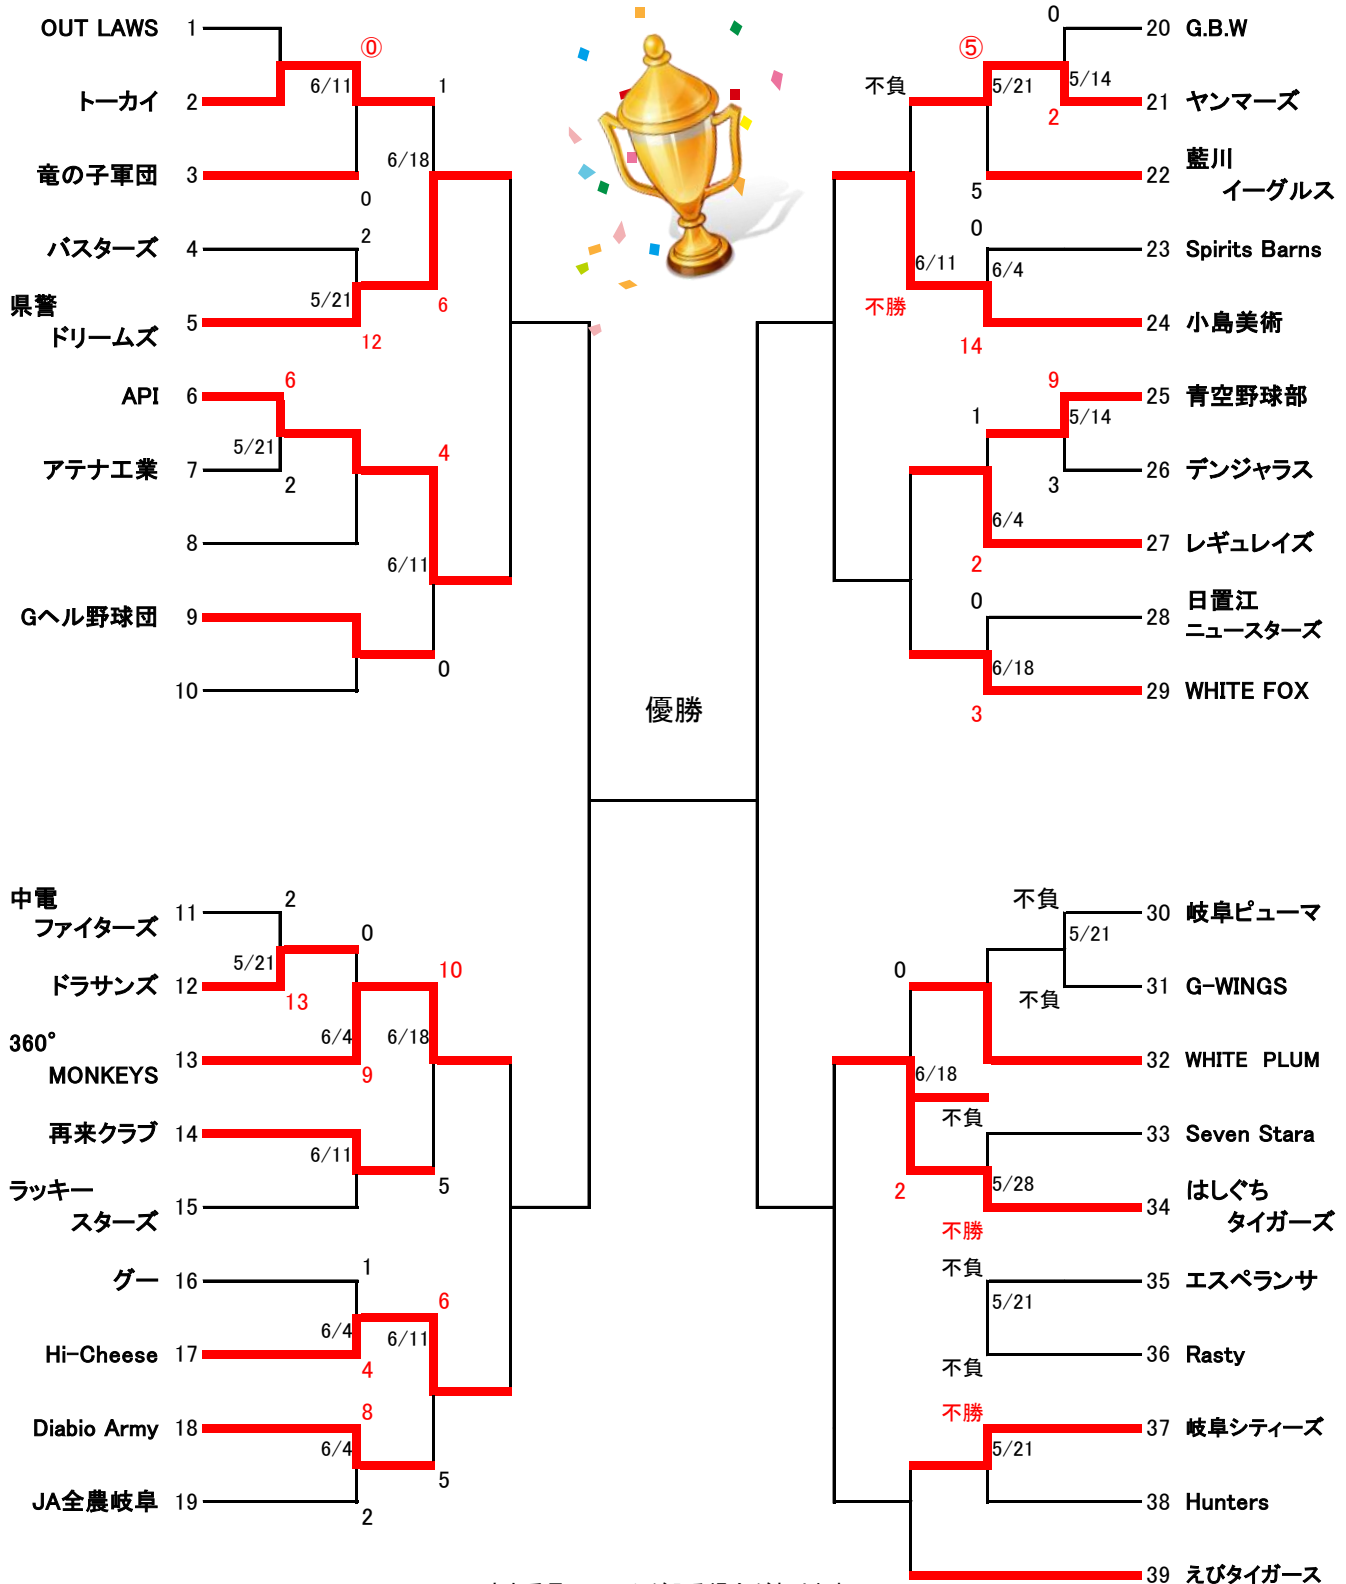 OUT LAWS 1
⓪
トーカイ 2
6/11
1
竜の子軍団 3
6/18
0
バスターズ 4
2
県警
ドリームズ 5
5/21
12
6
API 6
6
アテナ工業 7
5/21
2
4
8
6/11
Gヘル野球団 9
0
10
中電
ファイターズ 11
2
0
ドラサンズ 12
5/21
13
10
360°
MONKEYS 13
6/4
9
6/18
再来クラブ 14
6/11
ラッキー
スターズ 15
5
グー 16
1
6
Hi-Cheese 17
6/4
4
6/11
Diabio Army 18
8
6/4
JA全農岐阜 19
2
5
優勝
0
20 G.B.W
⑤
不負
5/21
5/14
2
21 ヤンマーズ
22 藍川
イーグルス
5
0
23 Spirits Barns
6/11
6/4
不勝
24 小島美術
14
9
25 青空野球部
1
5/14
26 デンジャラス
3
6/4
27 レギュレイズ
2
0
28 日置江
ニュースターズ
6/18
29 WHITE FOX
3
不負
30 岐阜ピューマ
5/21
0
31 G-WINGS
不負
32 WHITE PLUM
6/18
不負
33 Seven Stara
5/28
2
34 はしぐち
タイガーズ
不勝
不負
35 エスペランサ
5/21
36 Rasty
不負
不勝
37 岐阜シティーズ
5/21
38 Hunters
39 えびタイガース